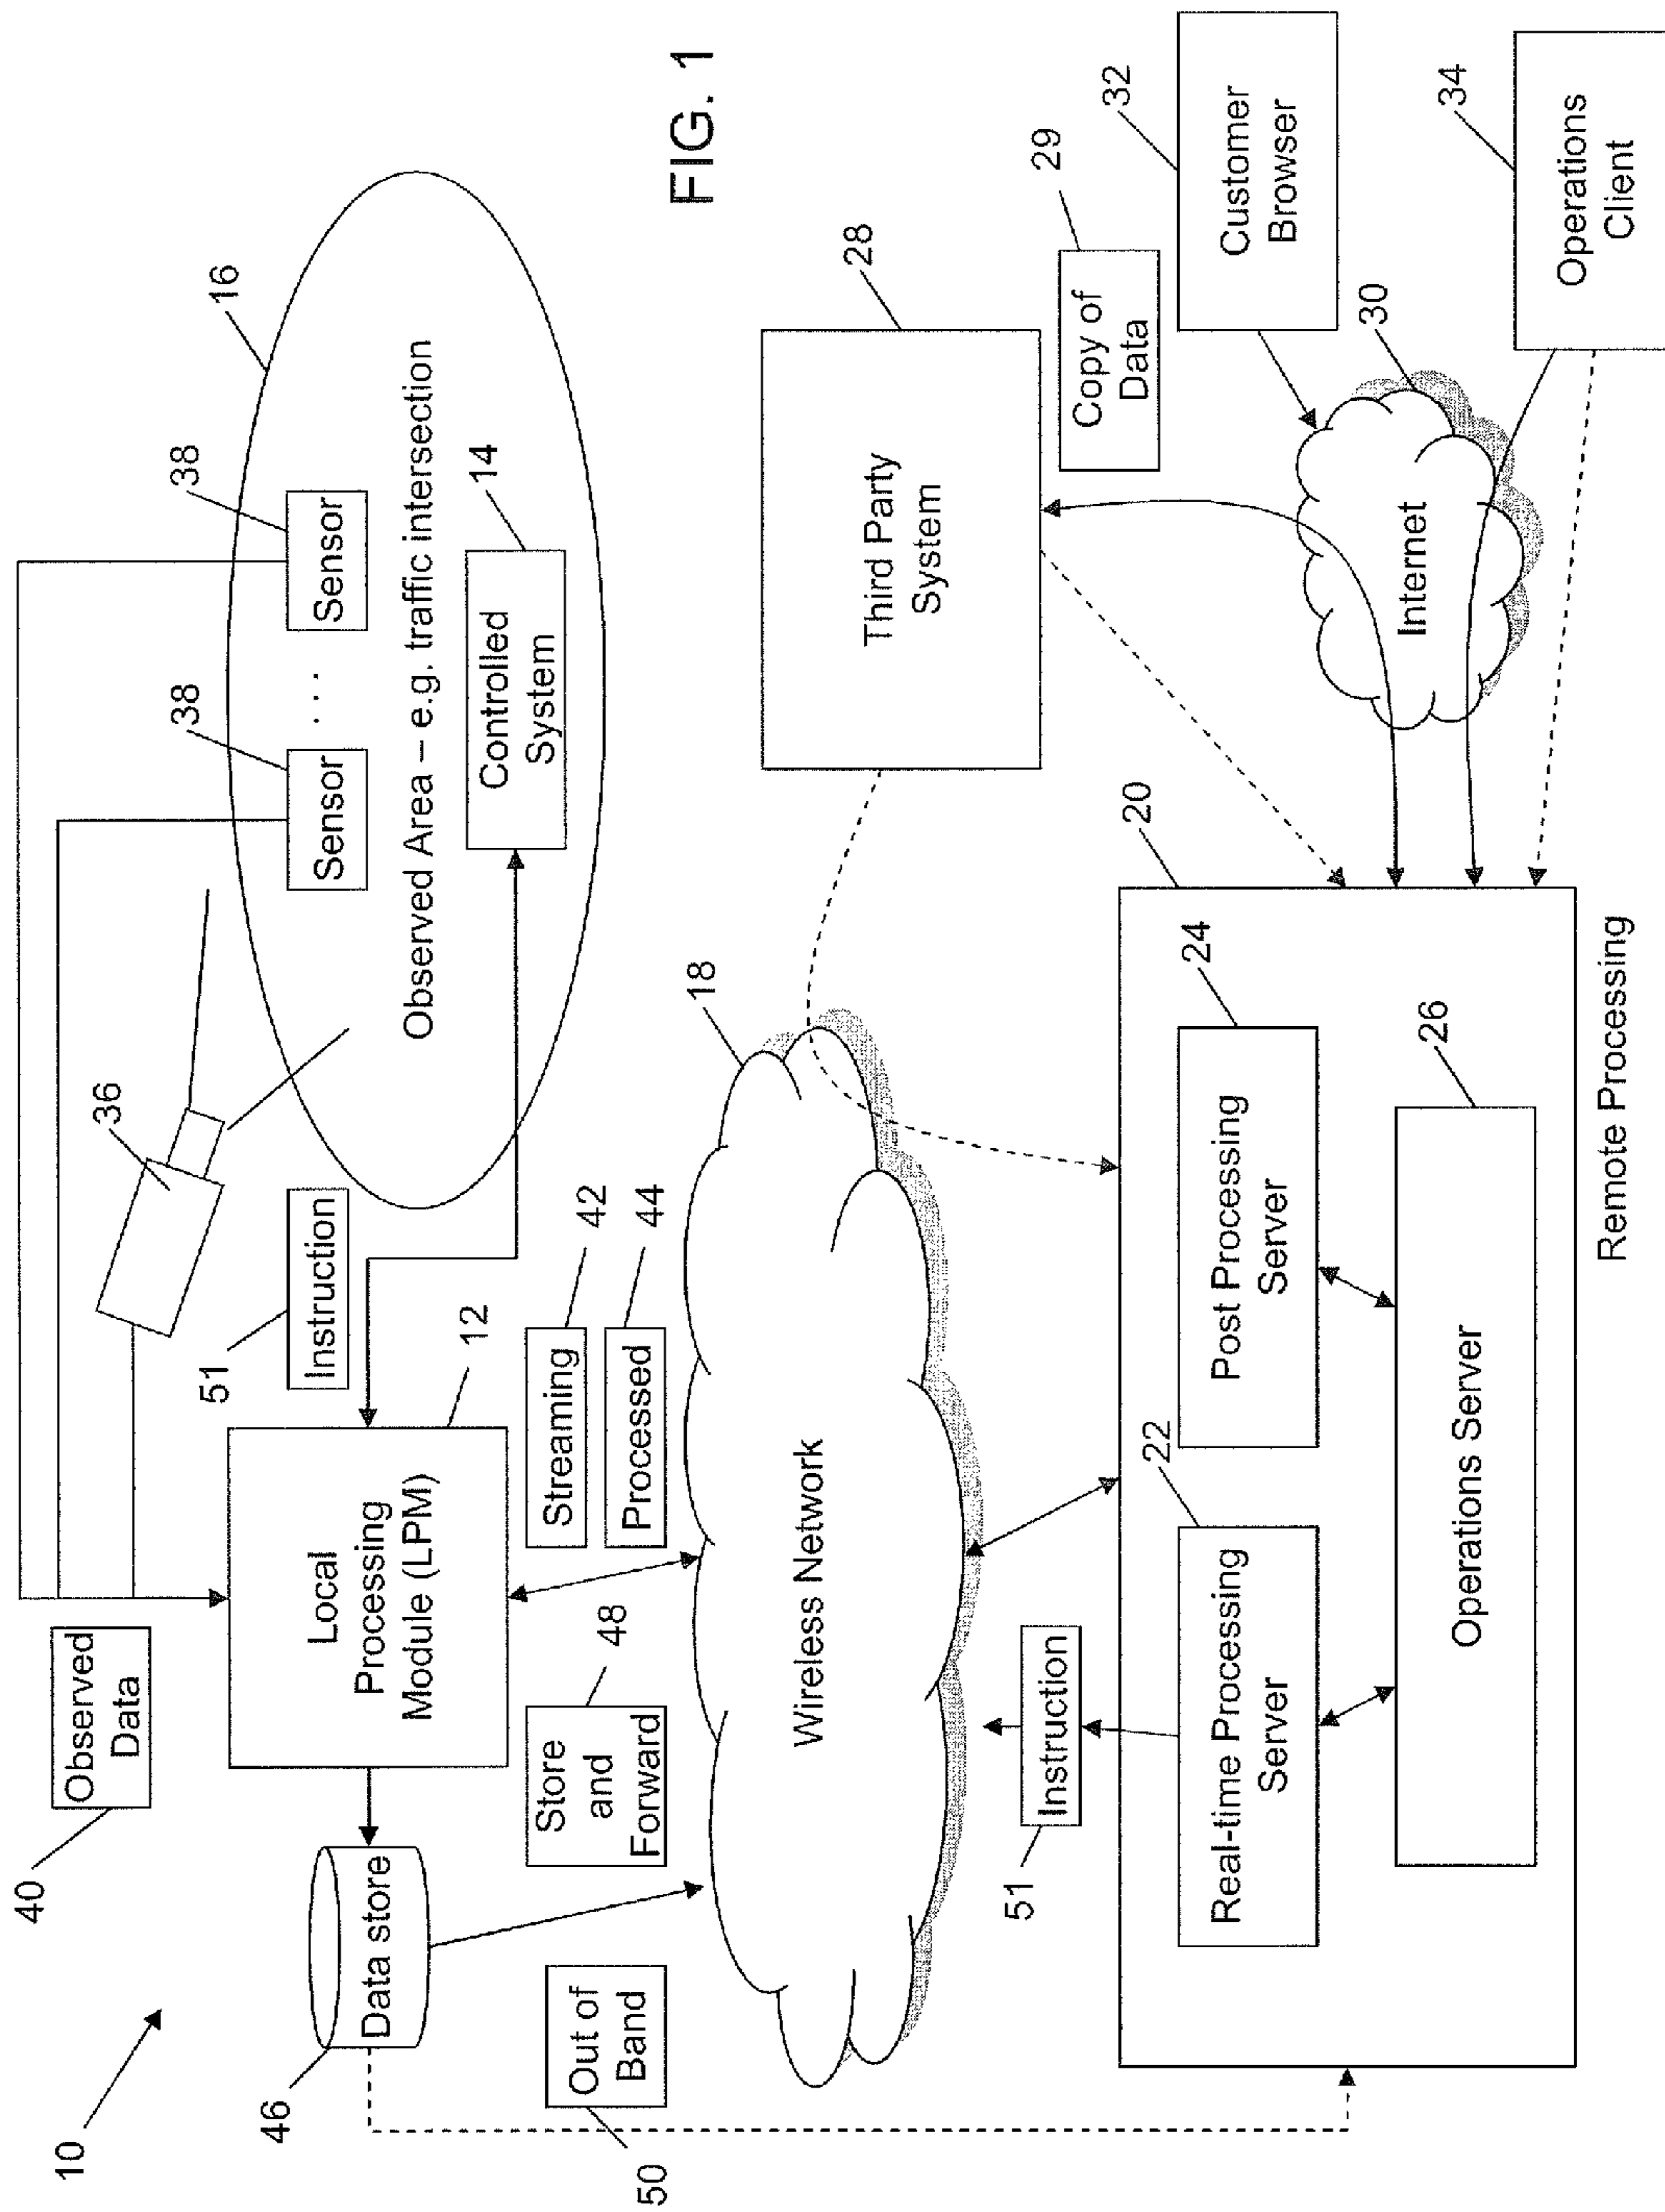 10
40
Observed
Data
46
Data store
Local
Processing
Module (LPM)
12
51
Instruction
36
38
Sensor
. . .
38
Sensor
16
Observed Area – e.g. traffic intersection
Controlled
System
14
50
Out of
Band
Store
and
Forward
48
Streaming
42
Processed
44
18
Wireless Network
FIG. 1
Third Party
System
28
Copy of
Data
29
51
Instruction
20
22
Real-time Processing
Server
24
Post Processing
Server
26
Operations Server
Remote Processing
Internet
30
32
Customer
Browser
34
Operations
Client